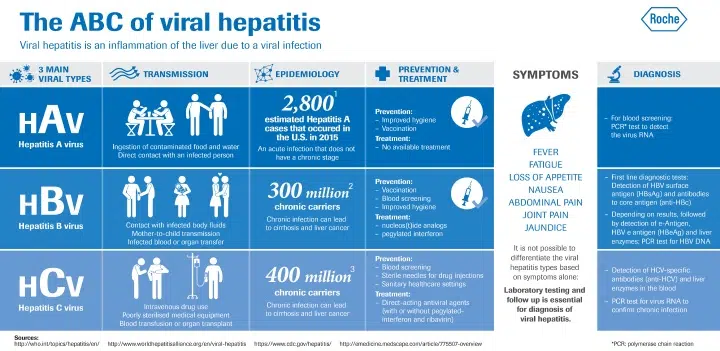 The ABC of viral hepatitis
Viral hepatitis is an inflammation of the liver due to a viral infection
Roche
3 MAIN
VIRAL TYPES
TRANSMISSION
EPIDEMIOLOGY
PREVENTION &
TREATMENT
SYMPTOMS
DIAGNOSIS
HAV
Hepatitis A virus
Ingestion of contaminated food and water
Direct contact with an infected person
2,800¹
estimated Hepatitis A
cases that occured in
the U.S. in 2015
An acute infection that does not
have a chronic stage
Prevention:
– Improved hygiene
– Vaccination
Treatment:
– No available treatment
– For blood screening:
PCR* test to detect
the virus RNA
HBV
Hepatitis B virus
Contact with infected body fluids
Mother-to-child transmission
Infected blood or organ transfer
300 million²
chronic carriers
Chronic infection can lead
to cirrhosis and liver cancer
Prevention:
– Vaccination
– Blood screening
– Improved hygiene
Treatment:
– nucleos(t)ide analogs
– pegylated interferon
– First line diagnostic tests:
Detection of HBV surface
antigen (HBsAg) and antibodies
to core antigen (anti-HBc)
– Depending on results, followed
by detection of e-Antigen,
HBV e antigen (HBeAg) and liver
enzymes; PCR test for HBV DNA
HCV
Hepatitis C virus
Intravenous drug use
Poorly sterilised medical equipment
Blood transfusion or organ transplant
400 million³
chronic carriers
Chronic infection can lead
to cirrhosis and liver cancer
Prevention:
– Blood screening
– Sterile needles for drug injections
– Sanitary healthcare settings
Treatment:
– Direct-acting antiviral agents
(with or without pegylated-
interferon and ribavirin)
– Detection of HCV-specific
antibodies (anti-HCV) and liver
enzymes in the blood
– PCR test for virus RNA to
confirm chronic infection
FEVER
FATIGUE
LOSS OF APPETITE
NAUSEA
ABDOMINAL PAIN
JOINT PAIN
JAUNDICE
It is not possible to
differentiate the viral
hepatitis types based
on symptoms alone:
Laboratory testing and
follow up is essential
for diagnosis of
viral hepatitis.
Sources:
http://who.int/topics/hepatitis/en/ http://www.worldhepatitisalliance.org/en/viral-hepatitis https://www.cdc.gov/hepatitis/ http://emedicine.medscape.com/article/775507-overview
*PCR: polymerase chain reaction